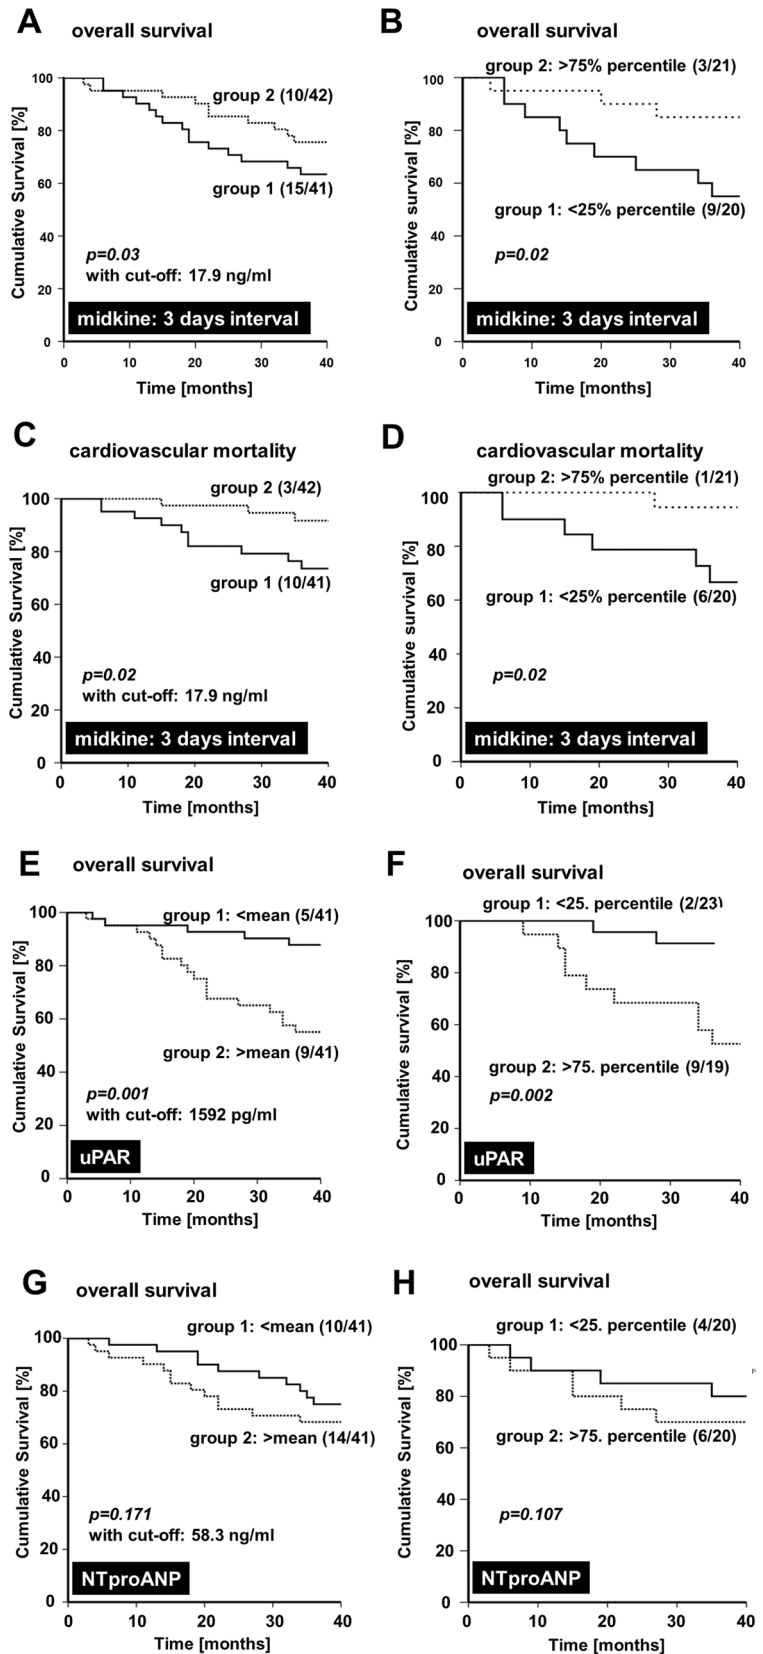 A
overall survival
100
80
60
40
20
0
Cumulative Survival [%]
group 2 (10/42)
group 1 (15/41)
p=0.03
with cut-off: 17.9 ng/ml
midkine: 3 days interval
0 10 20 30 40
Time [months]
B
overall survival
group 2: >75% percentile (3/21)
100
80
60
40
20
0
Cumulative Survival [%]
group 1: <25% percentile (9/20)
p=0.02
midkine: 3 days interval
0 10 20 30 40
Time [months]
C
cardiovascular mortality
group 2 (3/42)
100
80
60
40
20
0
Cumulative Survival [%]
group 1 (10/41)
p=0.02
with cut-off: 17.9 ng/ml
midkine: 3 days interval
0 10 20 30 40
Time [months]
D
cardiovascular mortality
group 2: >75% percentile (1/21)
100
80
60
40
20
0
Cumulative survival [%]
group 1: <25% percentile (6/20)
p=0.02
midkine: 3 days interval
0 10 20 30 40
Time [months]
E
overall survival
100
80
60
40
20
0
Cumulative Survival [%]
group 1: <mean (5/41)
group 2: >mean (9/41)
p=0.001
with cut-off: 1592 pg/ml
uPAR
0 10 20 30 40
Time [months]
F
overall survival
group 1: <25. percentile (2/23)
100
80
60
40
20
0
Cumulative survival [%]
group 2: >75. percentile (9/19)
p=0.002
uPAR
0 10 20 30 40
Time [months]
G
overall survival
group 1: <mean (10/41)
100
80
60
40
20
0
Cumulative Survival [%]
group 2: >mean (14/41)
p=0.171
with cut-off: 58.3 ng/ml
NTproANP
0 10 20 30 40
Time [months]
H
overall survival
group 1: <25. percentile (4/20)
100
80
60
40
20
0
Cumulative Survival [%]
group 2: >75. percentile (6/20)
p=0.107
NTproANP
0 10 20 30 40
Time [months]